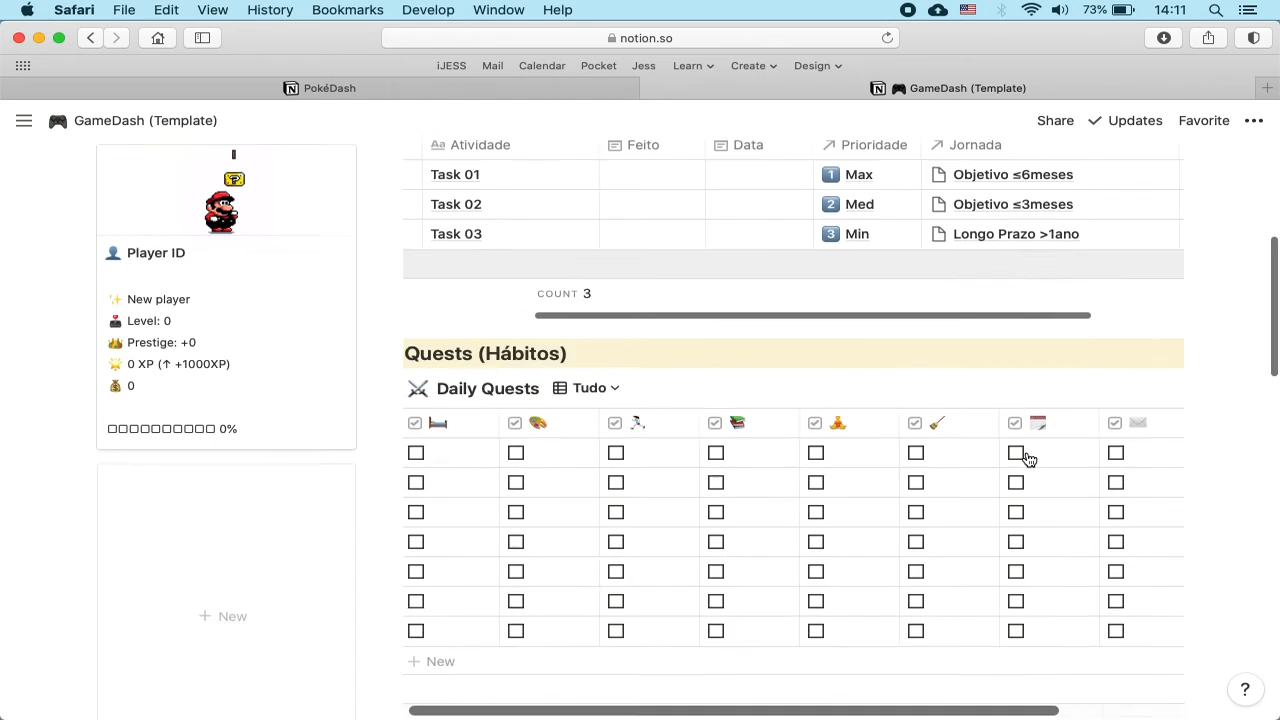 Safari File Edit View History Bookmarks Develop Window Help 73% 14:11
notion.so
iJESS Mail Calendar Pocket Jess Learn Create Design
PokéDash GameDash (Template)
GameDash (Template) Share Updates Favorite
Atividade Feito Data Prioridade Jornada
Task 01 1 Max Objetivo ≤6meses
Task 02 2 Med Objetivo ≤3meses
Task 03 3 Min Longo Prazo >1ano
COUNT 3
Player ID
New player
Level: 0
Prestige: +0
0 XP (↑ +1000XP)
0
0%
+ New
Quests (Hábitos)
Daily Quests Tudo
+ New
?